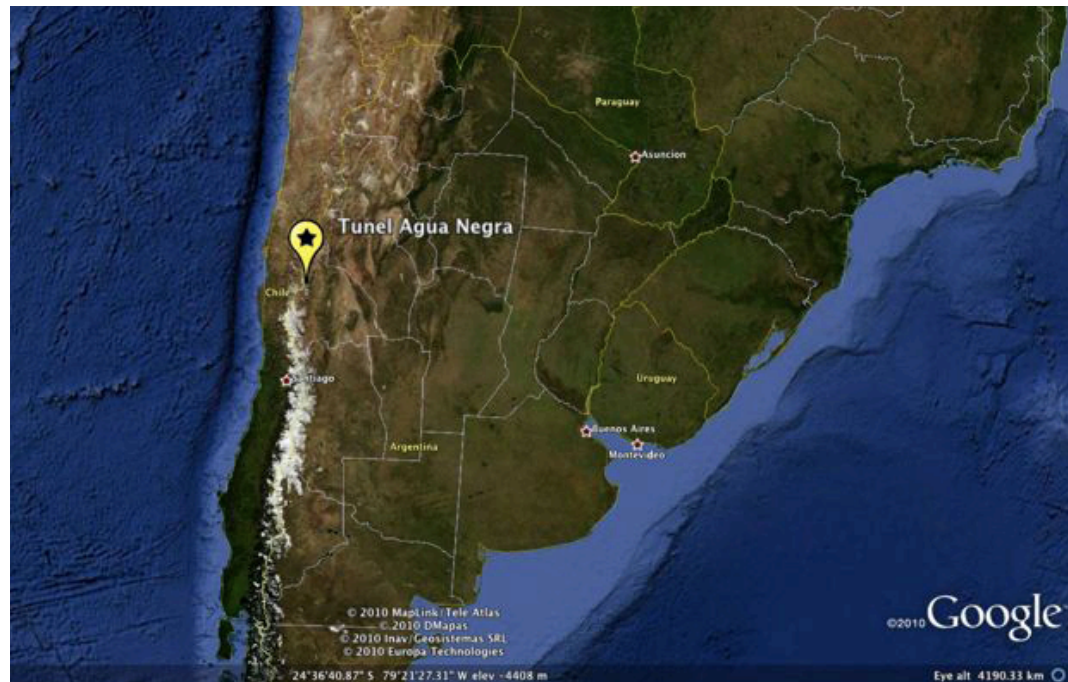 Paraguay
Asuncion
Tunel Agua Negra
Chile
Santiago
Uruguay
Buenos Aires
Argentina
Montevideo
© 2010 MapLink/Tele Atlas
© 2010 DMapas
© 2010 Inav/Geosistemas SRL
© 2010 Europa Technologies
©2010 Google
24°36'40.87" S 79°21'27.31" W elev -4408 m
Eye alt 4190.33 km